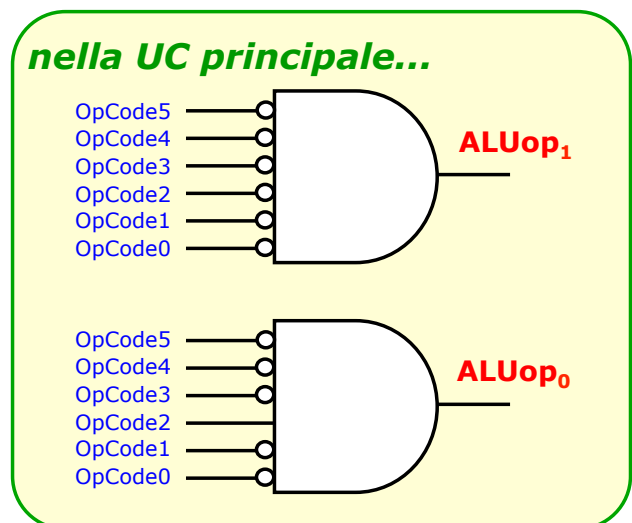 nella UC principale...
OpCode5
OpCode4
OpCode3
OpCode2
OpCode1
OpCode0
ALUop₁
OpCode5
OpCode4
OpCode3
OpCode2
OpCode1
OpCode0
ALUop₀